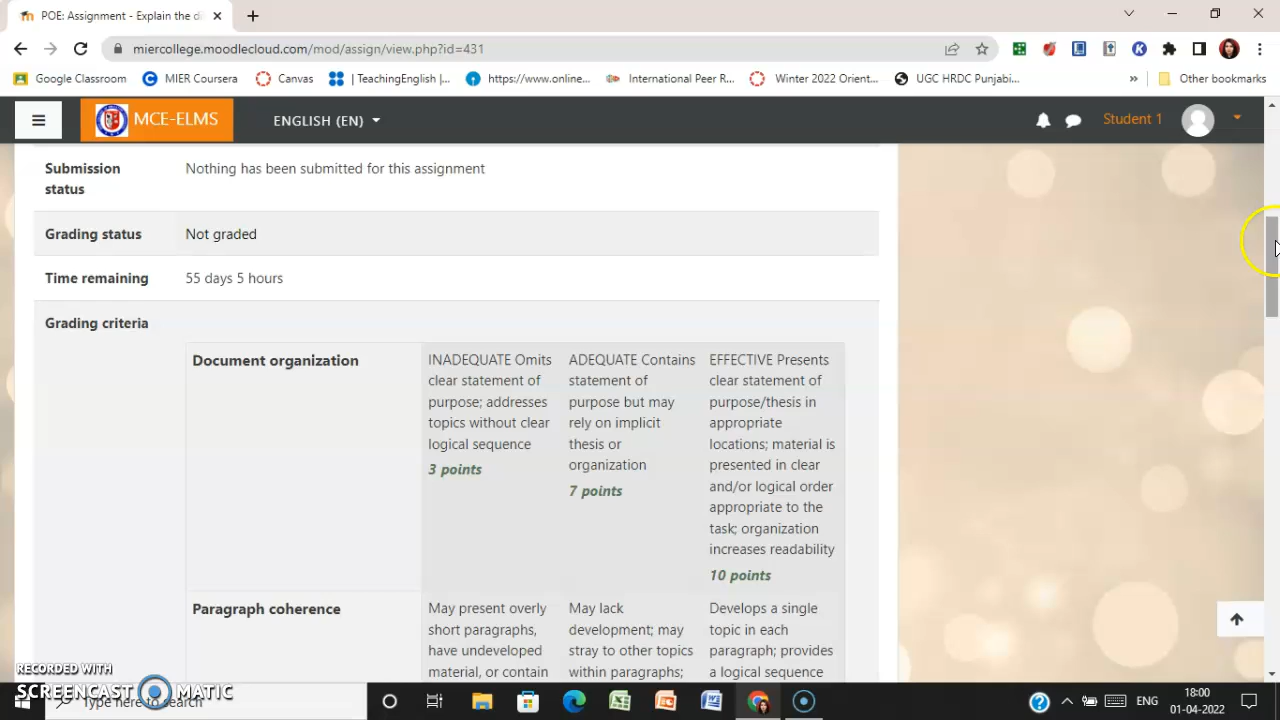 POE: Assignment - Explain the d
miercollege.moodlecloud.com/mod/assign/view.php?id=431
Google Classroom
MIER Coursera
Canvas
| TeachingEnglish |...
https://www.online...
International Peer R...
Winter 2022 Orient...
UGC HRDC Punjabi...
»
Other bookmarks
MCE-ELMS
ENGLISH (EN)
Student 1
Submission status
Nothing has been submitted for this assignment
Grading status
Not graded
Time remaining
55 days 5 hours
Grading criteria
Document organization
INADEQUATE Omits
clear statement of
purpose; addresses
topics without clear
logical sequence
3 points
ADEQUATE Contains
statement of
purpose but may
rely on implicit
thesis or
organization
7 points
EFFECTIVE Presents
clear statement of
purpose/thesis in
appropriate
locations; material is
presented in clear
and/or logical order
appropriate to the
task; organization
increases readability
10 points
Paragraph coherence
May present overly
short paragraphs,
have undeveloped
material, or contain
May lack
development; may
stray to other topics
within paragraphs;
Develops a single
topic in each
paragraph; provides
a logical sequence
RECORDED WITH
SCREENCAST MATIC
Type here to search
ENG
18:00
01-04-2022